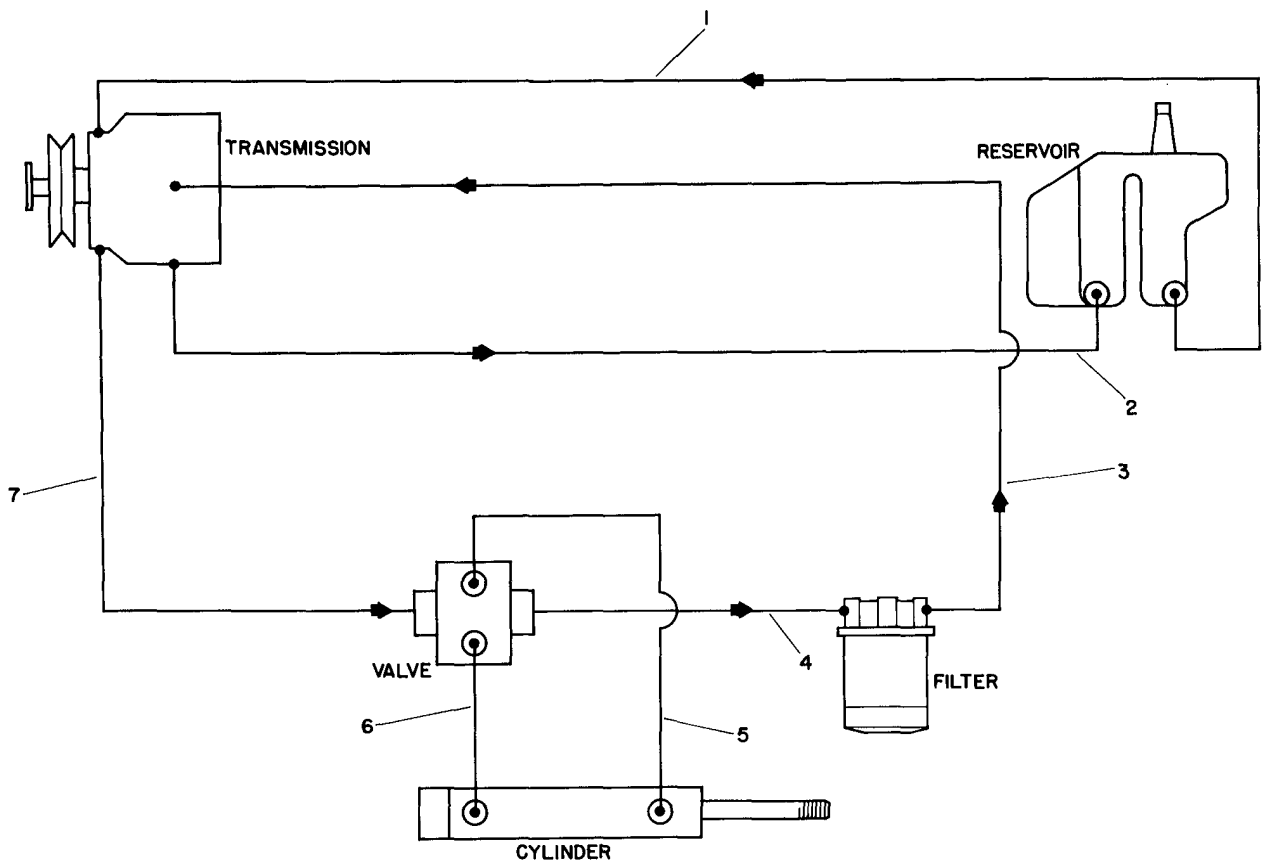 1
TRANSMISSION
RESERVOIR
2
3
7
VALVE
4
FILTER
6
5
CYLINDER